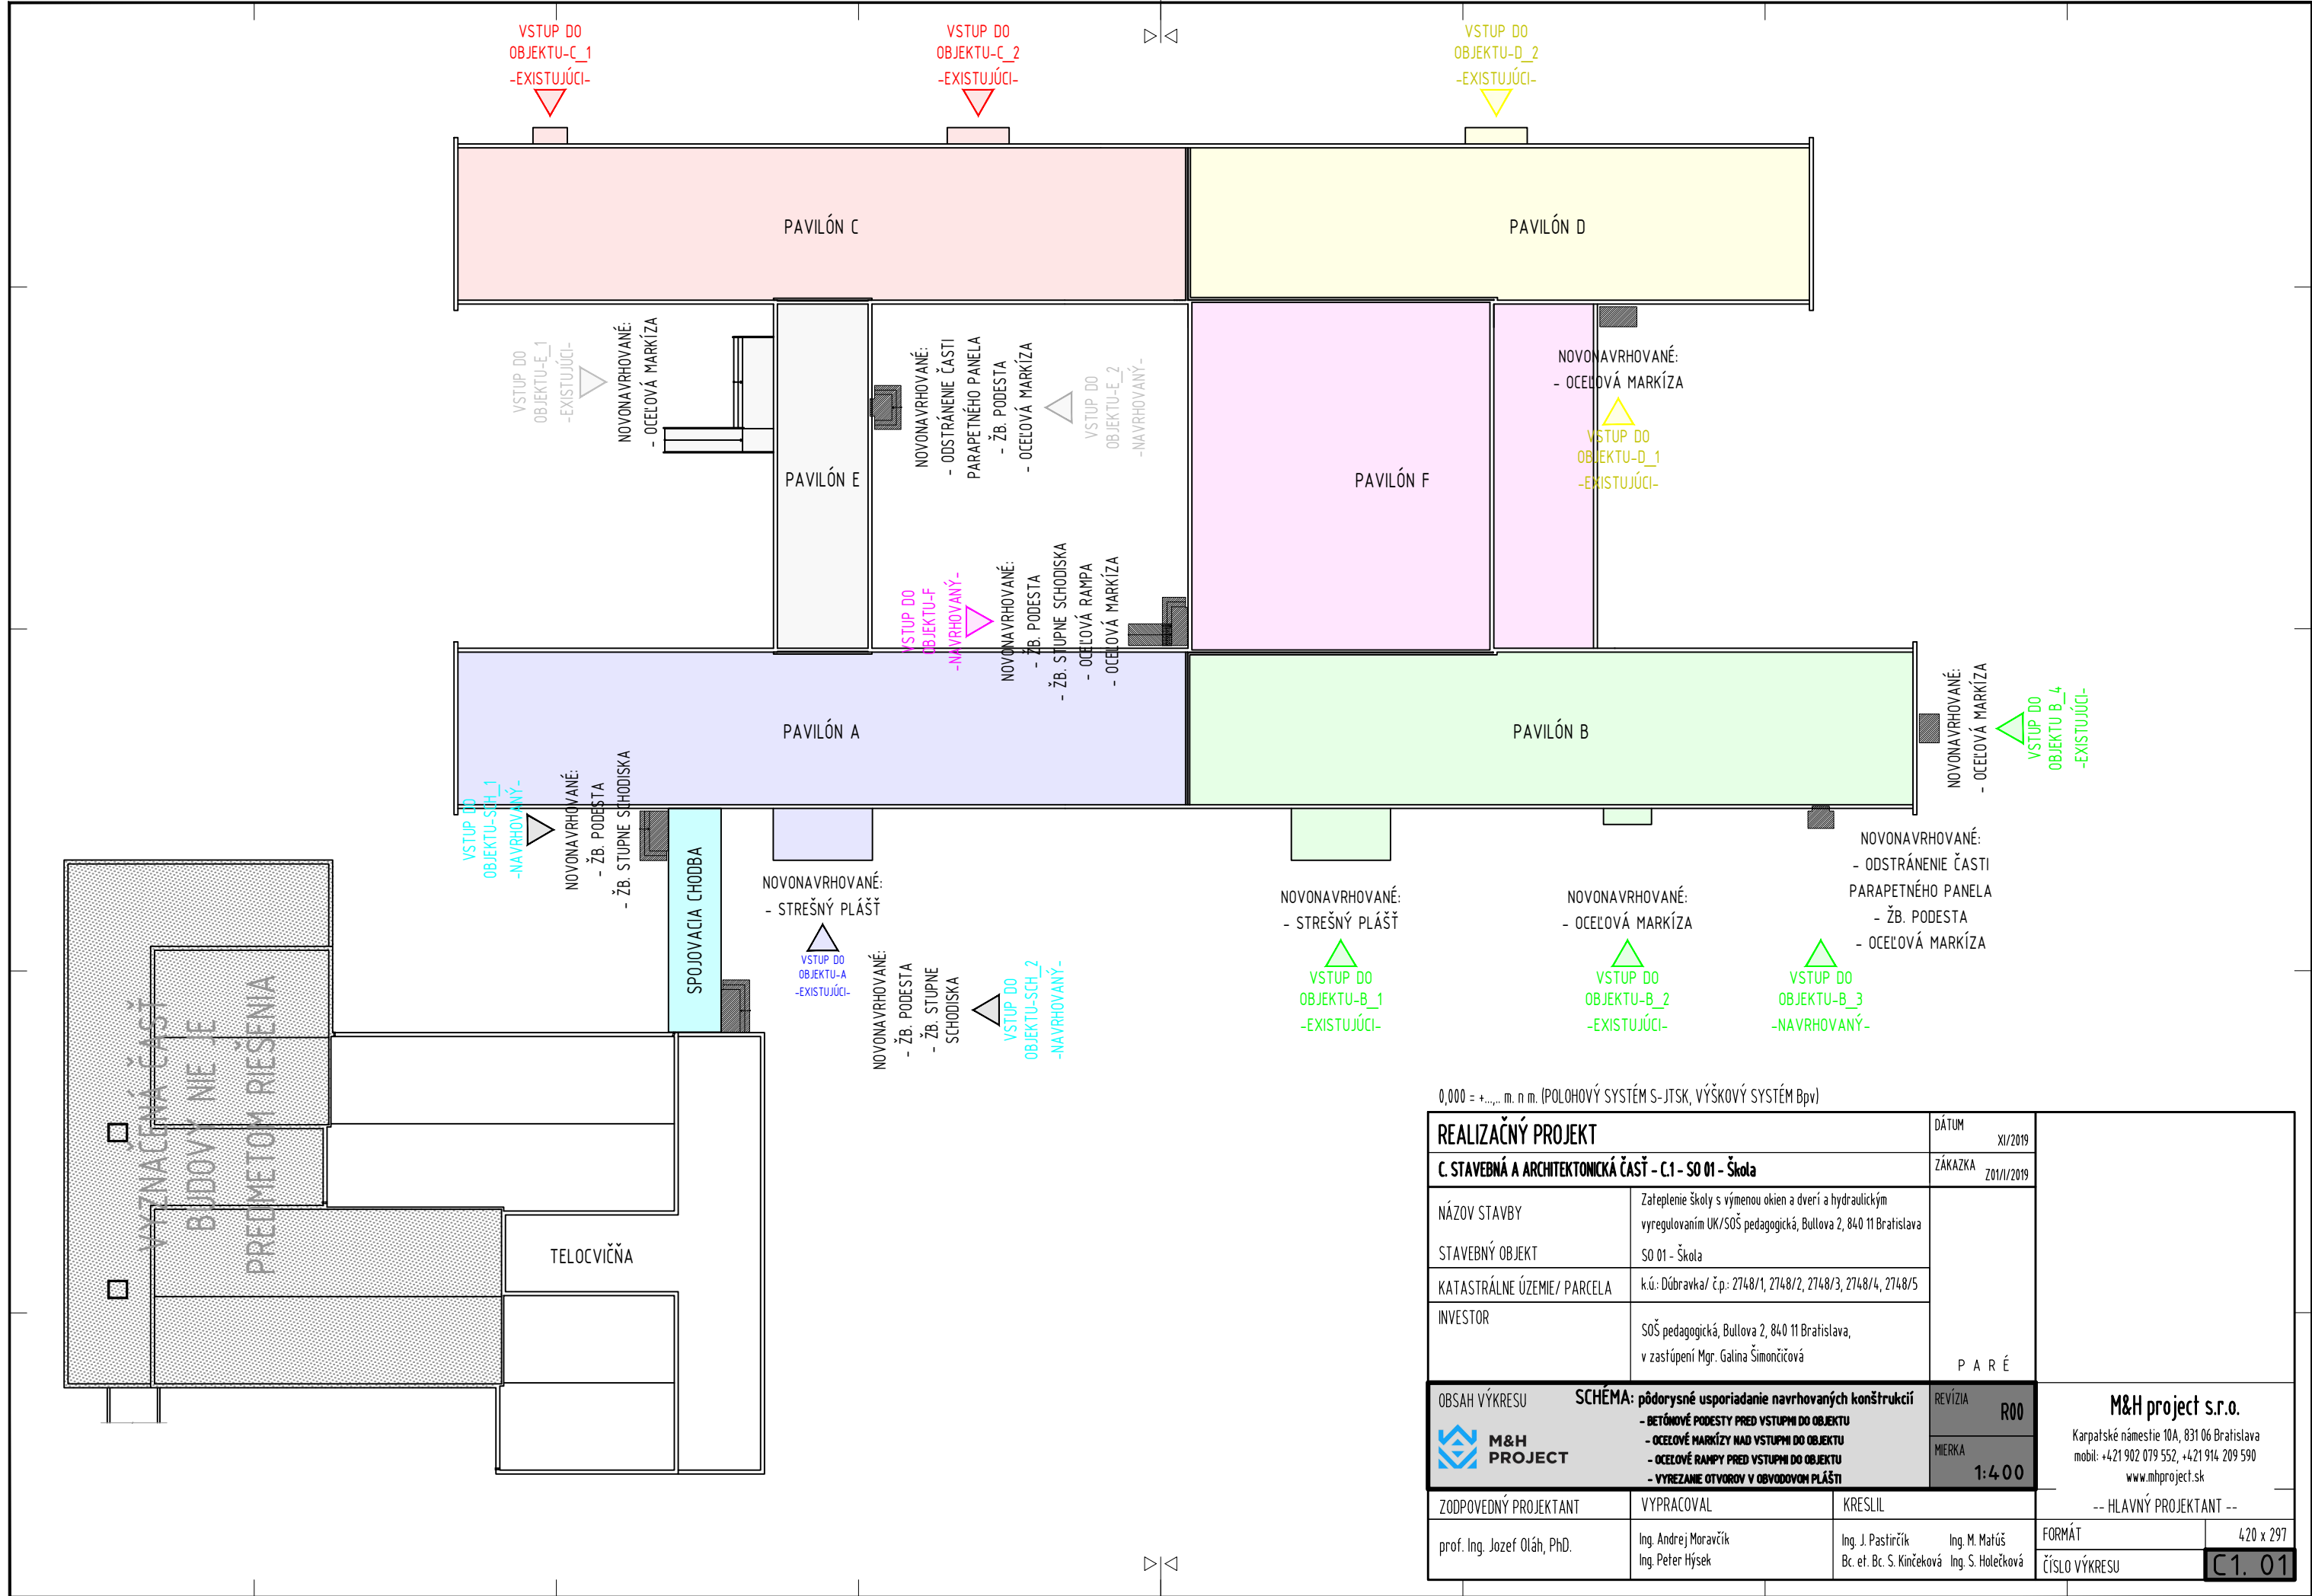 VSTUP DO
OBJEKTU-C_1
-EXISTUJÚCI-
VSTUP DO
OBJEKTU-C_2
-EXISTUJÚCI-
VSTUP DO
OBJEKTU-D_2
-EXISTUJÚCI-
PAVILÓN C
PAVILÓN D
VSTUP DO
OBJEKTU-E_1
-EXISTUJÚCI-
NOVONAVRHOVANÉ:
- OCEĽOVÁ MARKÍZA
PAVILÓN E
NOVONAVRHOVANÉ:
- ODSTRÁNENIE ČASTI
PARAPETNÉHO PANELA
- ŽB. PODESTA
- OCEĽOVÁ MARKÍZA
VSTUP DO
OBJEKTU-E_2
-NAVRHOVANÝ-
PAVILÓN F
NOVONAVRHOVANÉ:
- OCEĽOVÁ MARKÍZA
VSTUP DO
OBJEKTU-D_1
-EXISTUJÚCI-
VSTUP DO
OBJEKTU-F
-NAVRHOVANÝ-
NOVONAVRHOVANÉ:
- ŽB. PODESTA
- ŽB. STUPNE SCHODISKA
- OCEĽOVÁ RAMPA
- OCEĽOVÁ MARKÍZA
PAVILÓN A
PAVILÓN B
NOVONAVRHOVANÉ:
- OCEĽOVÁ MARKÍZA
VSTUP DO
OBJEKTU B_4
-EXISTUJÚCI-
VSTUP DO
OBJEKTU-SCH_1
-NAVRHOVANÝ-
NOVONAVRHOVANÉ:
- ŽB. PODESTA
- ŽB. STUPNE SCHODISKA
SPOJOVACIA CHODBA
NOVONAVRHOVANÉ:
- STREŠNÝ PLÁŠŤ
VSTUP DO
OBJEKTU-A
-EXISTUJÚCI-
NOVONAVRHOVANÉ:
- ŽB. PODESTA
- ŽB. STUPNE
SCHODISKA
VSTUP DO
OBJEKTU-SCH_2
-NAVRHOVANÝ-
NOVONAVRHOVANÉ:
- STREŠNÝ PLÁŠŤ
VSTUP DO
OBJEKTU-B_1
-EXISTUJÚCI-
NOVONAVRHOVANÉ:
- OCEĽOVÁ MARKÍZA
VSTUP DO
OBJEKTU-B_2
-EXISTUJÚCI-
NOVONAVRHOVANÉ:
- ODSTRÁNENIE ČASTI
PARAPETNÉHO PANELA
- ŽB. PODESTA
- OCEĽOVÁ MARKÍZA
VSTUP DO
OBJEKTU-B_3
-NAVRHOVANÝ-
VYZNAČENÁ ČASŤ
BUDOVY NIE JE
PREDMETOM RIEŠENIA
TELOCVIČŇA
0,000 = +...,.. m. n m. (POLOHOVÝ SYSTÉM S-JTSK, VÝŠKOVÝ SYSTÉM Bpv)
REALIZAČNÝ PROJEKT
DÁTUM
XI/2019
C. STAVEBNÁ A ARCHITEKTONICKÁ ČASŤ - C.1 - SO 01 - Škola
ZÁKAZKA
Z01/I/2019
NÁZOV STAVBY
Zateplenie školy s výmenou okien a dverí a hydraulickým
vyregulovaním UK/SOŠ pedagogická, Bullova 2, 840 11 Bratislava
STAVEBNÝ OBJEKT
SO 01 - Škola
KATASTRÁLNE ÚZEMIE/ PARCELA
k.ú.: Dúbravka/ č.p.: 2748/1, 2748/2, 2748/3, 2748/4, 2748/5
INVESTOR
SOŠ pedagogická, Bullova 2, 840 11 Bratislava,
v zastúpení Mgr. Galina Šimončičová
P A R É
OBSAH VÝKRESU
SCHÉMA: pôdorysné usporiadanie navrhovaných konštrukcií
- BETÓNOVÉ PODESTY PRED VSTUPMI DO OBJEKTU
- OCEĽOVÉ MARKÍZY NAD VSTUPMI DO OBJEKTU
- OCEĽOVÉ RAMPY PRED VSTUPMI DO OBJEKTU
- VYREZANIE OTVOROV V OBVODOVOM PLÁŠTI
M&H
PROJECT
REVÍZIA
R00
MIERKA
1:400
M&H project s.r.o.
Karpatské námestie 10A, 831 06 Bratislava
mobil: +421 902 079 552, +421 914 209 590
www.mhproject.sk
-- HLAVNÝ PROJEKTANT --
ZODPOVEDNÝ PROJEKTANT
VYPRACOVAL
KRESLIL
prof. Ing. Jozef Oláh, PhD.
Ing. Andrej Moravčík
Ing. Peter Hýsek
Ing. J. Pastirčík Ing. M. Matúš
Bc. et. Bc. S. Kinčeková Ing. S. Holečková
FORMÁT
420 x 297
ČÍSLO VÝKRESU
C1. 01